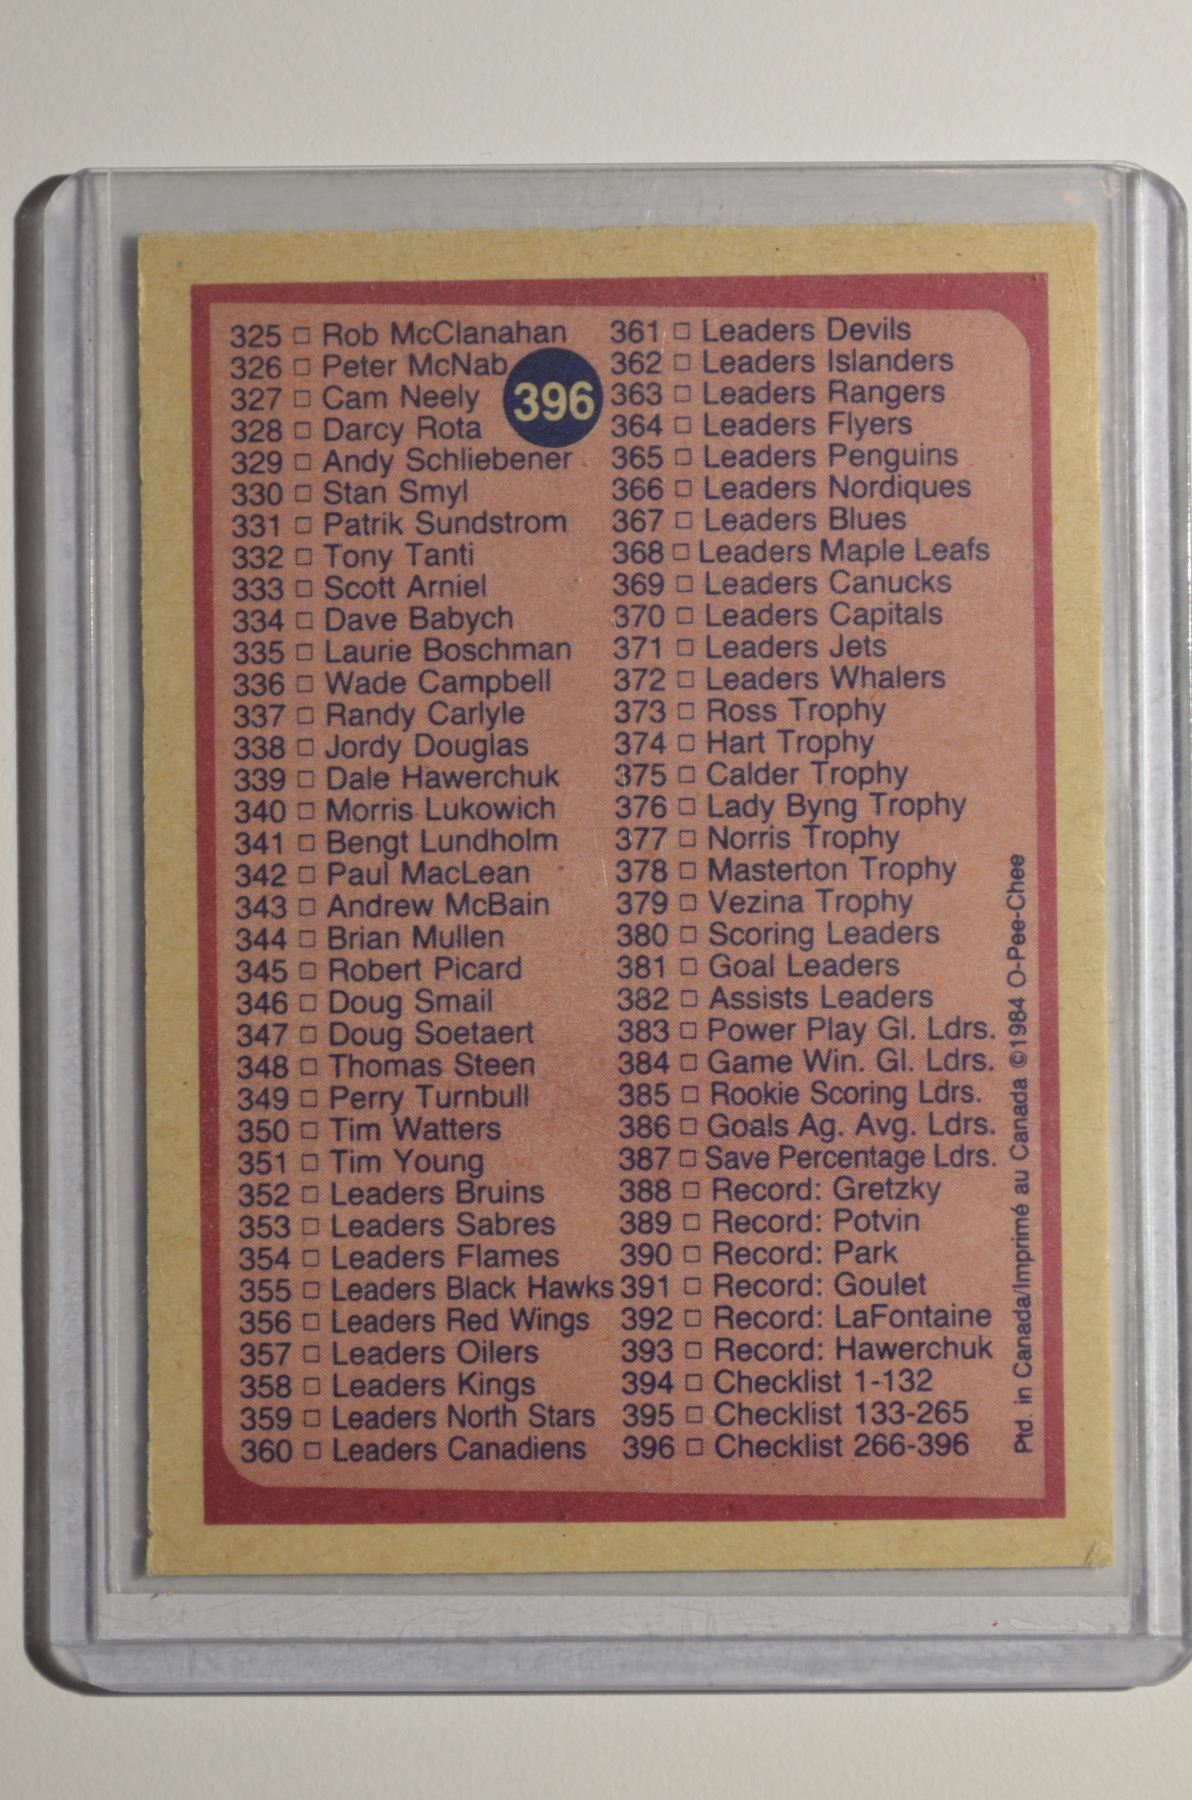 325 □ Rob McClanahan
326 □ Peter McNab
327 □ Cam Neely
328 □ Darcy Rota
329 □ Andy Schliebener
330 □ Stan Smyl
331 □ Patrik Sundstrom
332 □ Tony Tanti
333 □ Scott Arniel
334 □ Dave Babych
335 □ Laurie Boschman
336 □ Wade Campbell
337 □ Randy Carlyle
338 □ Jordy Douglas
339 □ Dale Hawerchuk
340 □ Morris Lukowich
341 □ Bengt Lundholm
342 □ Paul MacLean
343 □ Andrew McBain
344 □ Brian Mullen
345 □ Robert Picard
346 □ Doug Smail
347 □ Doug Soetaert
348 □ Thomas Steen
349 □ Perry Turnbull
350 □ Tim Watters
351 □ Tim Young
352 □ Leaders Bruins
353 □ Leaders Sabres
354 □ Leaders Flames
355 □ Leaders Black Hawks
356 □ Leaders Red Wings
357 □ Leaders Oilers
358 □ Leaders Kings
359 □ Leaders North Stars
360 □ Leaders Canadiens
396
361 □ Leaders Devils
362 □ Leaders Islanders
363 □ Leaders Rangers
364 □ Leaders Flyers
365 □ Leaders Penguins
366 □ Leaders Nordiques
367 □ Leaders Blues
368 □ Leaders Maple Leafs
369 □ Leaders Canucks
370 □ Leaders Capitals
371 □ Leaders Jets
372 □ Leaders Whalers
373 □ Ross Trophy
374 □ Hart Trophy
375 □ Calder Trophy
376 □ Lady Byng Trophy
377 □ Norris Trophy
378 □ Masterton Trophy
379 □ Vezina Trophy
380 □ Scoring Leaders
381 □ Goal Leaders
382 □ Assists Leaders
383 □ Power Play Gl. Ldrs.
384 □ Game Win. Gl. Ldrs.
385 □ Rookie Scoring Ldrs.
386 □ Goals Ag. Avg. Ldrs.
387 □ Save Percentage Ldrs.
388 □ Record: Gretzky
389 □ Record: Potvin
390 □ Record: Park
391 □ Record: Goulet
392 □ Record: LaFontaine
393 □ Record: Hawerchuk
394 □ Checklist 1-132
395 □ Checklist 133-265
396 □ Checklist 266-396
Ptd. in Canada/Imprimé au Canada ©1984 O-Pee-Chee